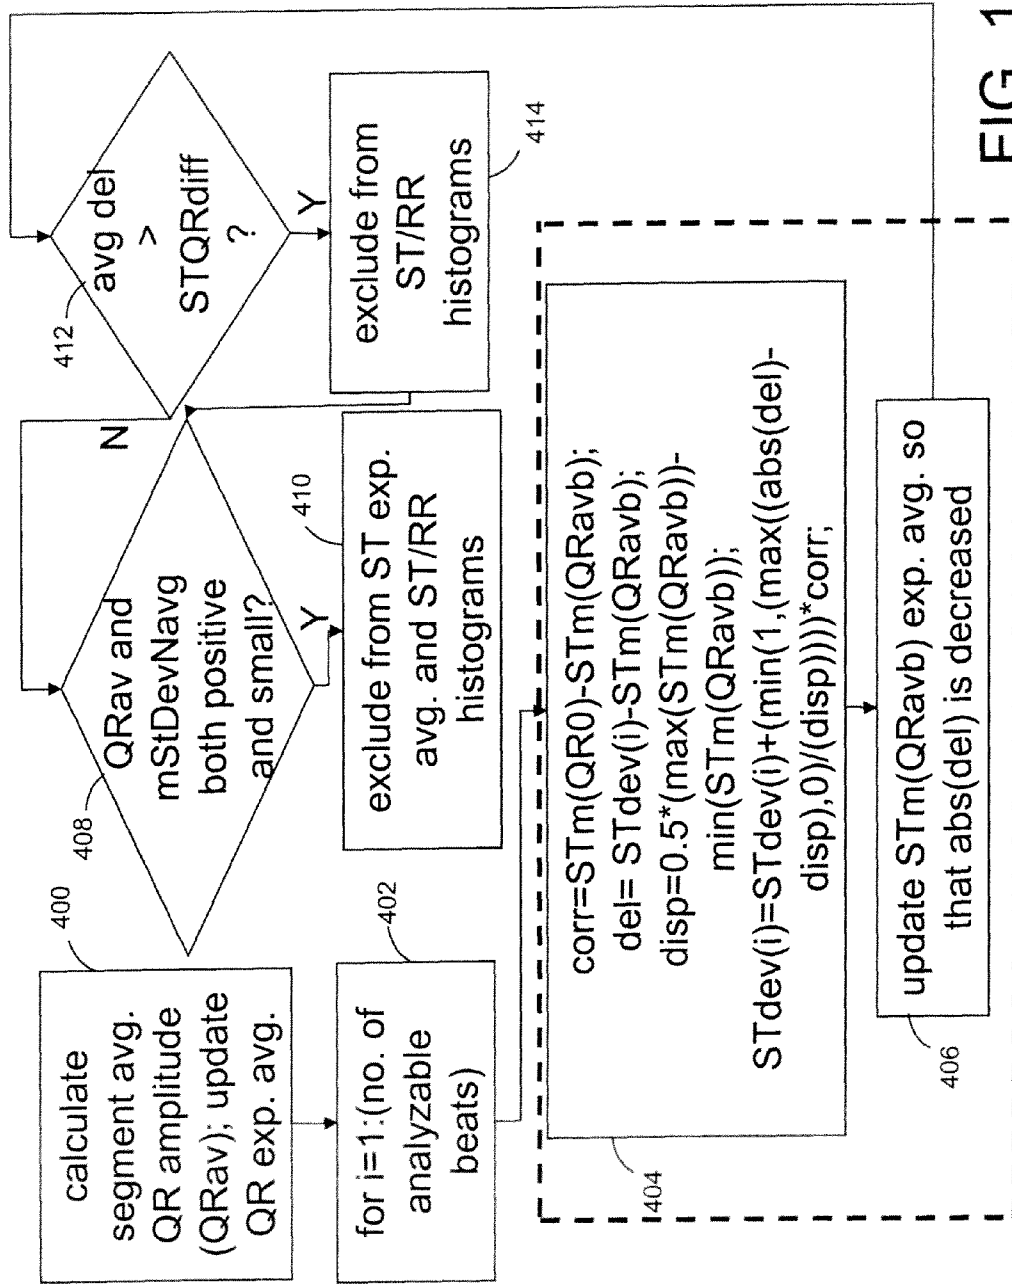 400
calculate
segment avg.
QR amplitude
(QRav); update
QR exp. avg.
402
for i=1:(no. of
analyzable
beats)
404
corr=STm(QR0)-STm(QRavb);
del= STdev(i)-STm(QRavb);
disp=0.5*(max(STm(QRavb))-
min(STm(QRavb));
STdev(i)=STdev(i)+(min(1,(max((abs(del)-
disp),0)/(disp))))*corr;
406
update STm(QRavb) exp. avg. so
that abs(del) is decreased
408
QRav and
mStDevNavg
both positive
and small?
Y
410
exclude from ST exp.
avg. and ST/RR
histograms
412
avg del
>
STQRdiff
?
N
Y
414
exclude from
ST/RR
histograms
FIG. 1